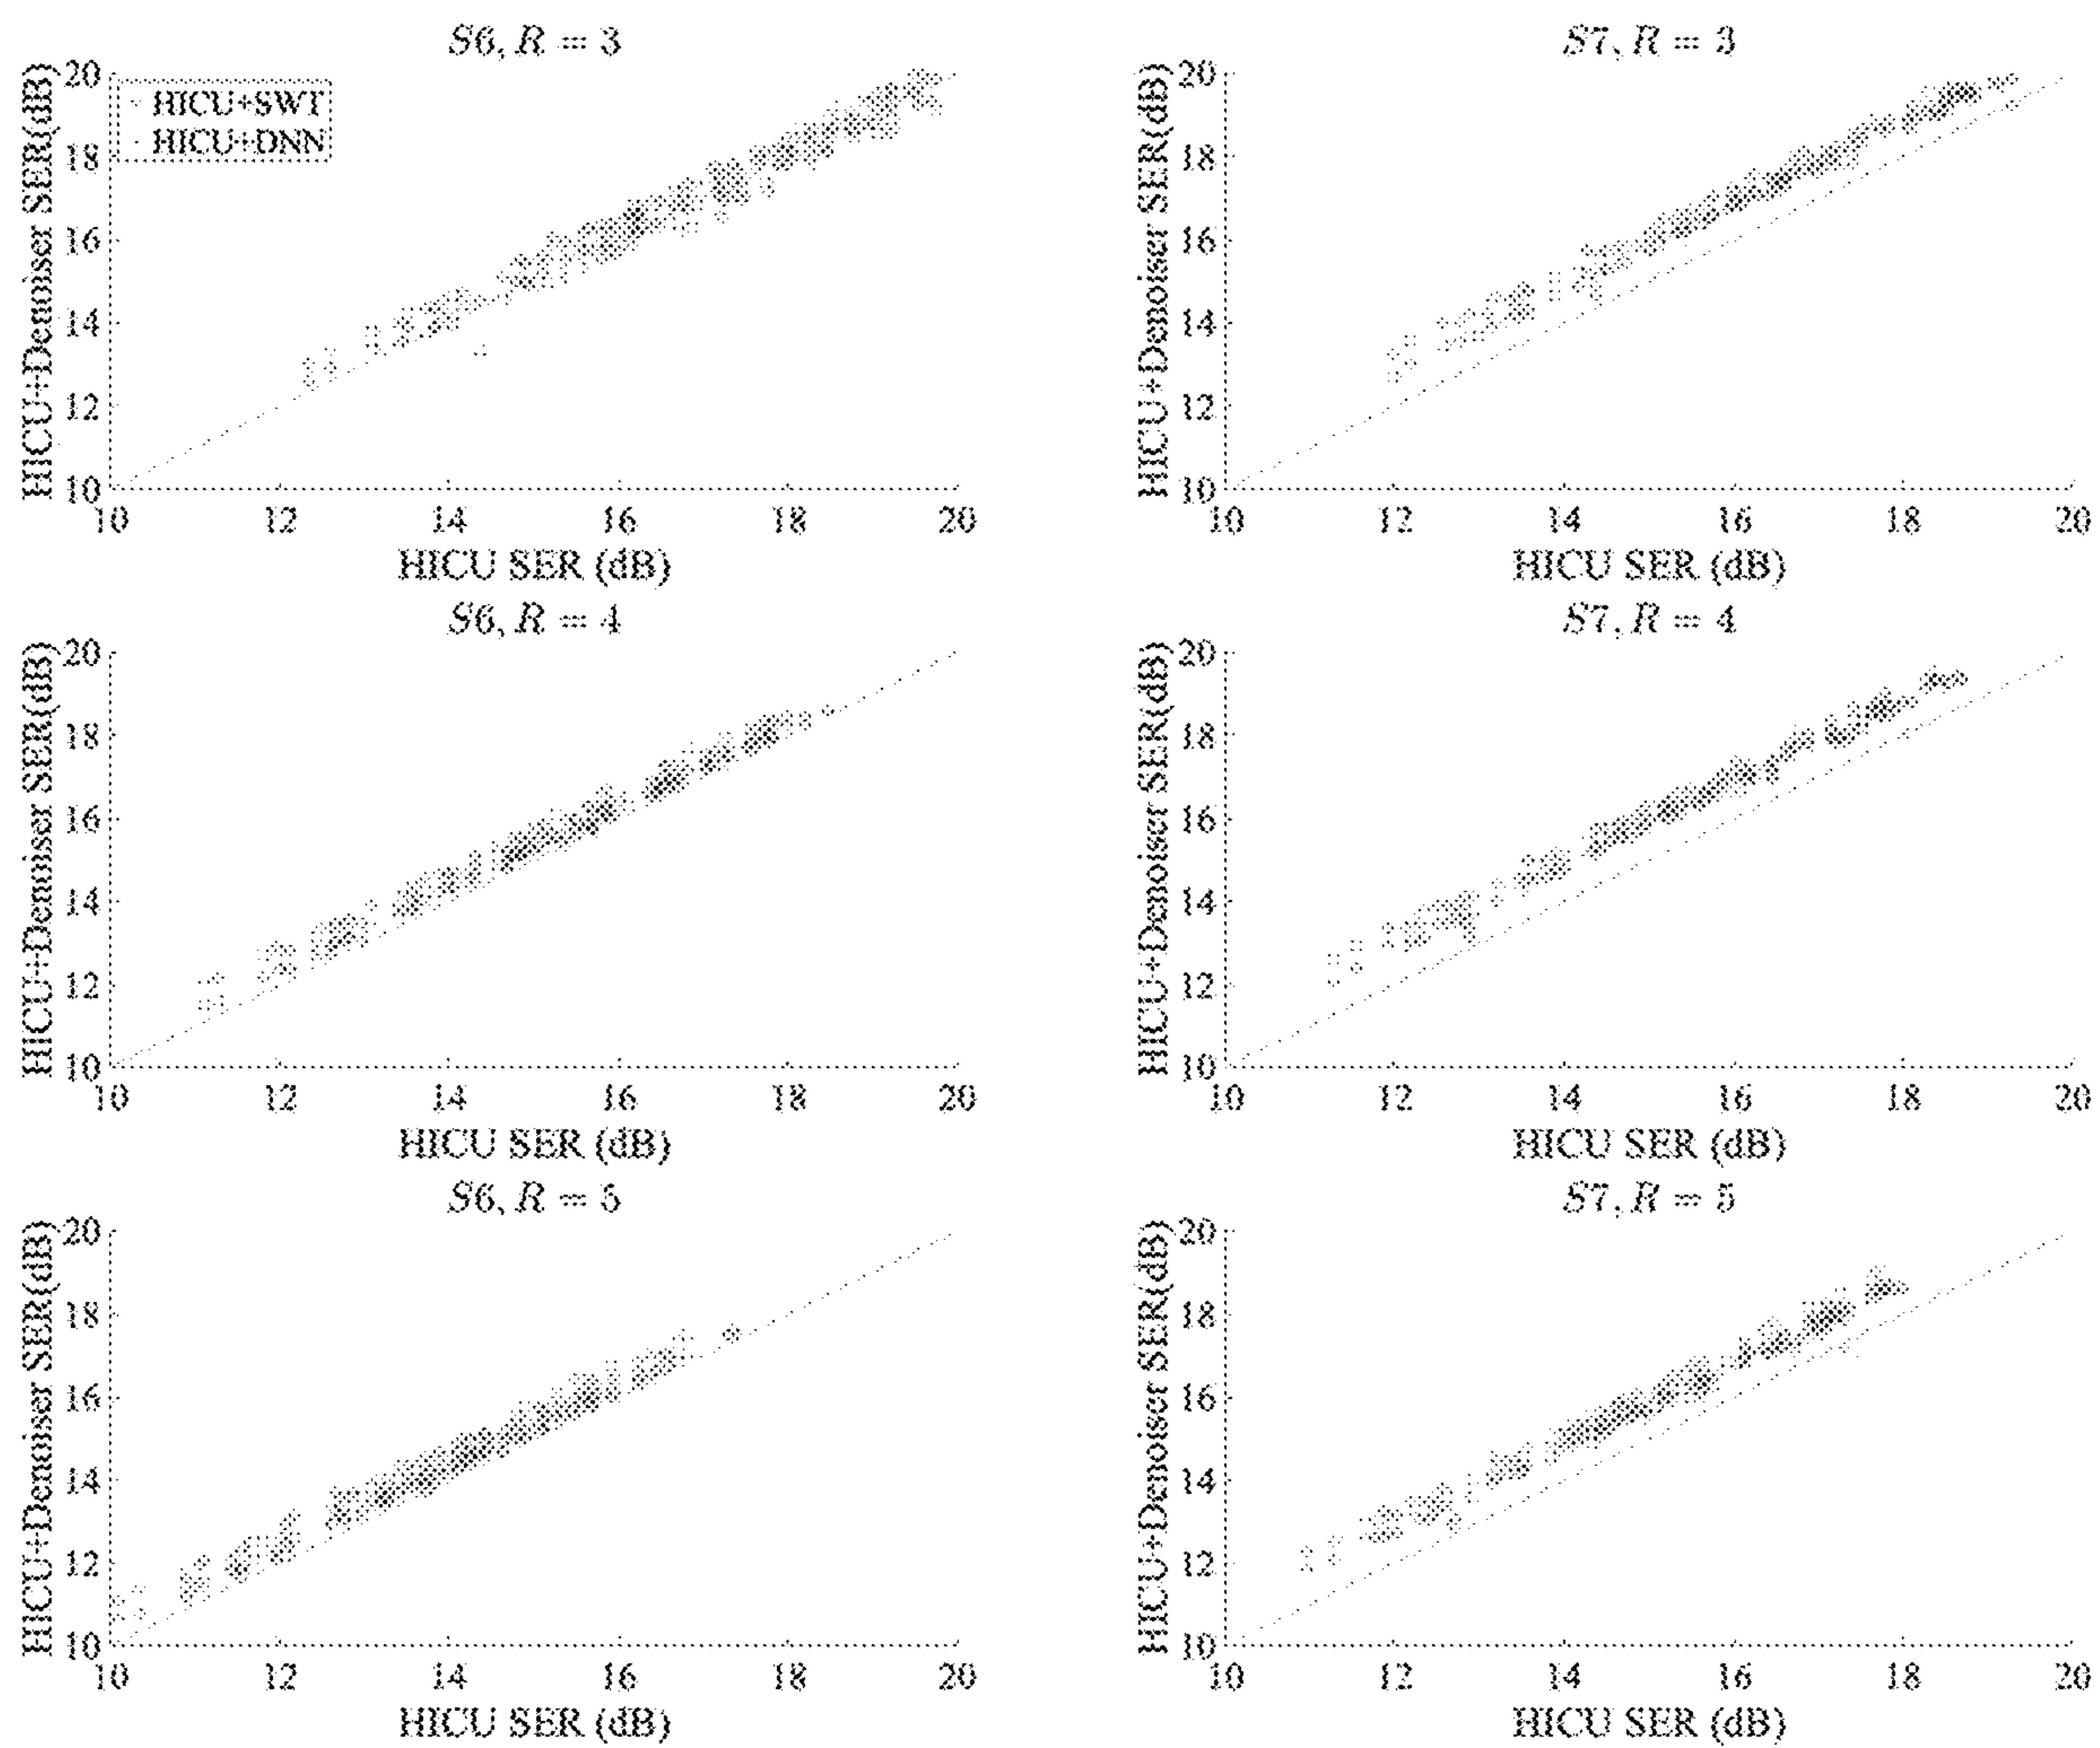 S6, R = 3
HICU+Denoiser SER(dB)
20
18
16
14
12
10
HICU+SWT
HICU+DNN
10 12 14 16 18 20
HICU SER (dB)
S7, R = 3
HICU+Denoiser SER(dB)
20
18
16
14
12
10
10 12 14 16 18 20
HICU SER (dB)
S6, R = 4
HICU+Denoiser SER(dB)
20
18
16
14
12
10
10 12 14 16 18 20
HICU SER (dB)
S7, R = 4
HICU+Denoiser SER(dB)
20
18
16
14
12
10
10 12 14 16 18 20
HICU SER (dB)
S6, R = 5
HICU+Denoiser SER(dB)
20
18
16
14
12
10
10 12 14 16 18 20
HICU SER (dB)
S7, R = 5
HICU+Denoiser SER(dB)
20
18
16
14
12
10
10 12 14 16 18 20
HICU SER (dB)